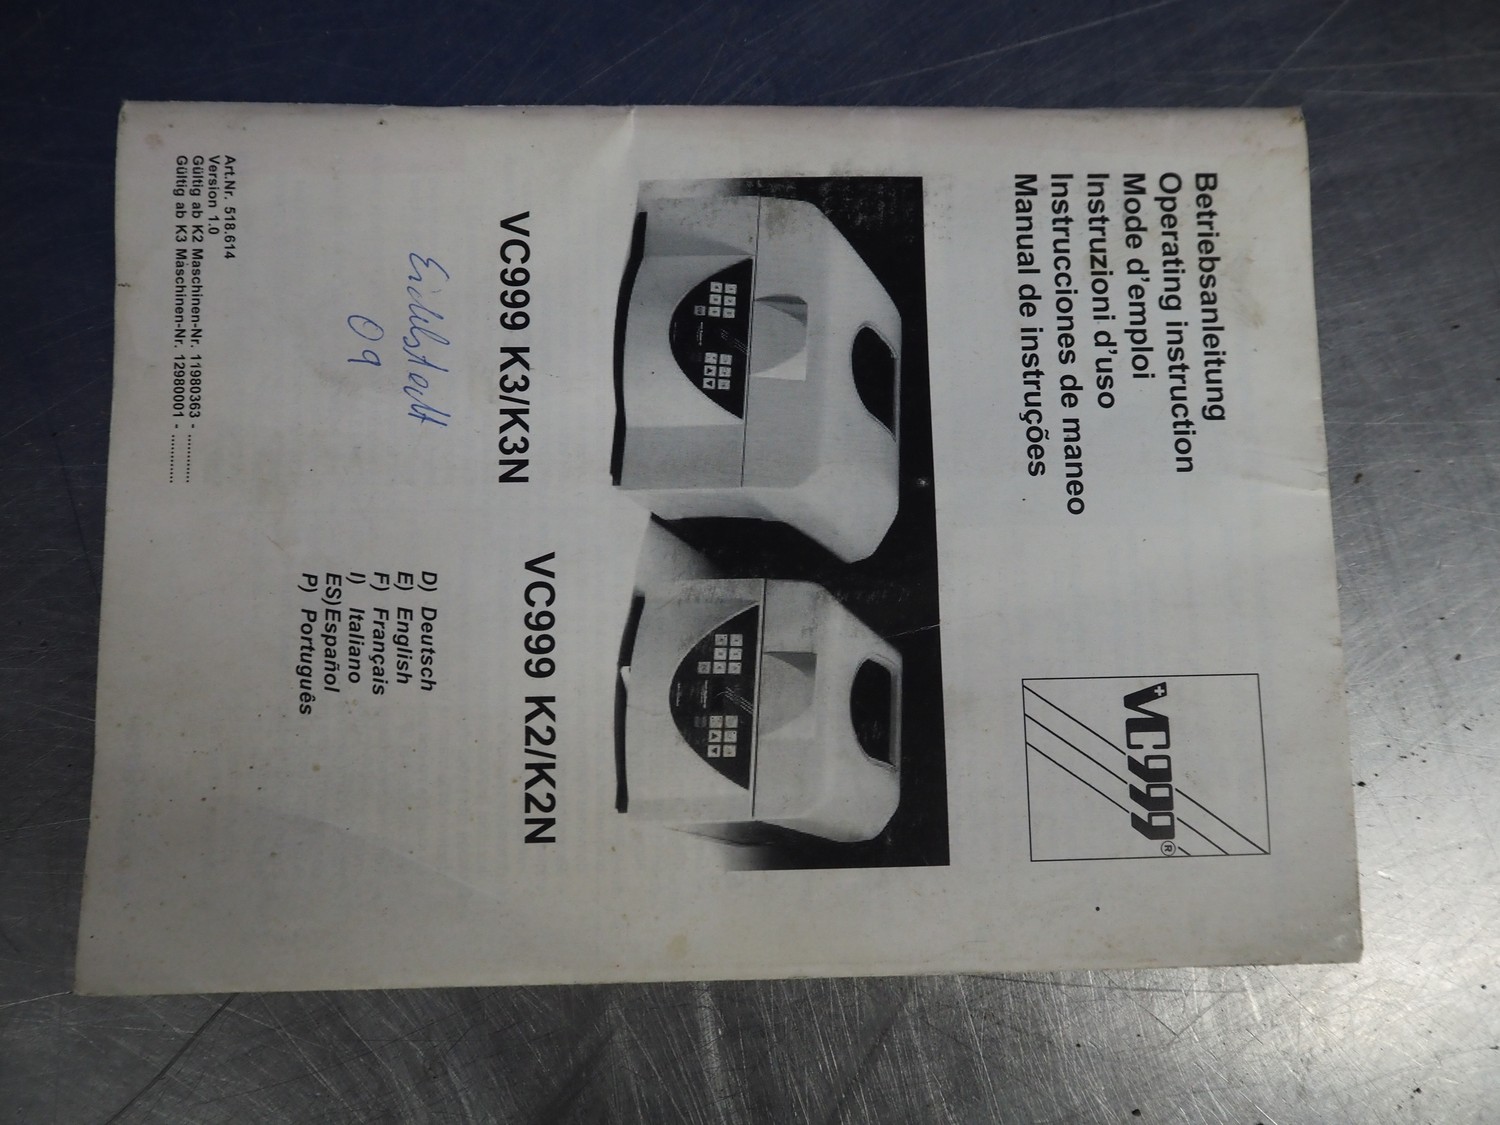 Betriebsanleitung
Operating instruction
Mode d'emploi
Instruzioni d'uso
Instrucciones de maneo
Manual de instruções
VC999®
VC999 K3/K3N
VC999 K2/K2N
Eidelstedt
09
D) Deutsch
E) English
F) Français
I) Italiano
ES) Español
P) Português
Art.Nr. 518.614
Version 1.0
Gültig ab K2 Maschinen-Nr. 11980363 - ............
Gültig ab K3 Maschinen-Nr. 12980001 - ............